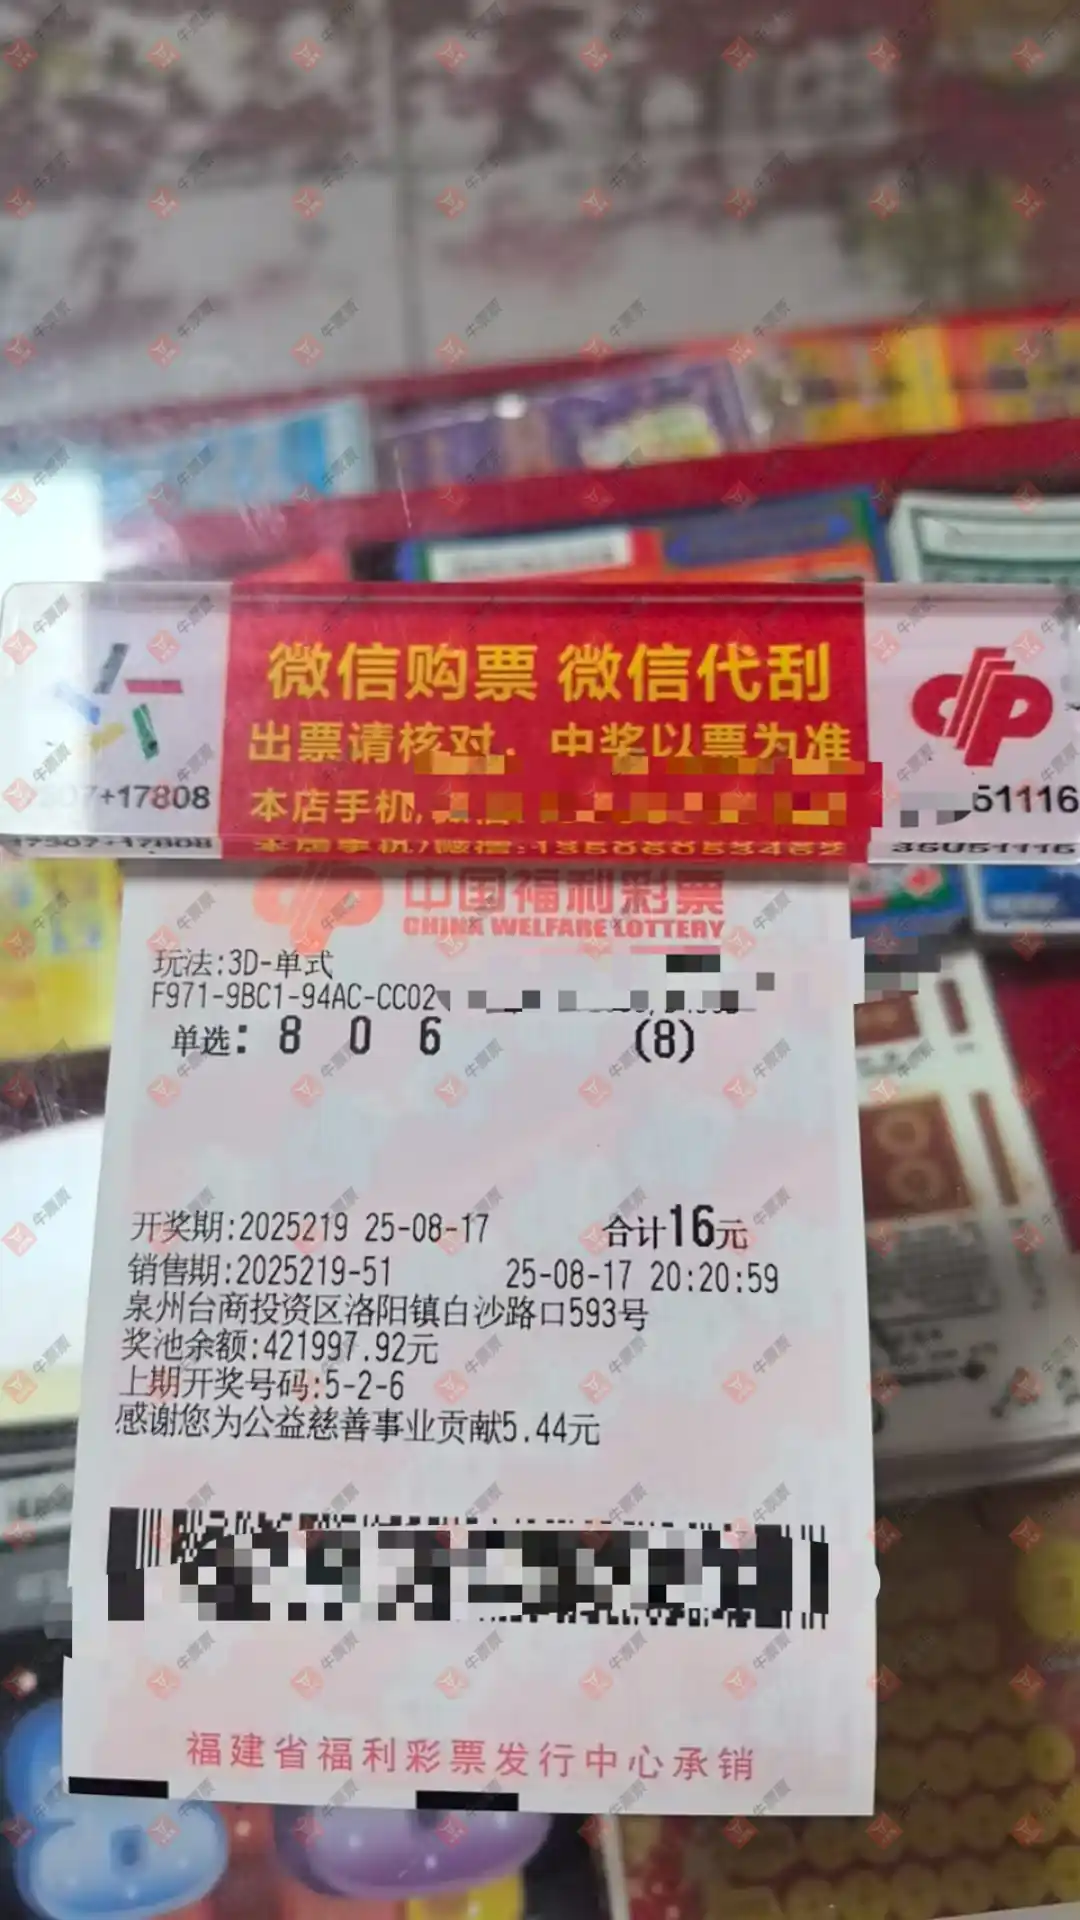 微信购票 微信代刮
出票请核对. 中奖以票为准
本店手机,
07+17808
51116
中国福利彩票
CHINA WELFARE LOTTERY
玩法:3D-单式
F971-9BC1-94AC-CC02
单选: 8 0 6 (8)
开奖期:2025219 25-08-17 合计16元
销售期:2025219-51 25-08-17 20:20:59
泉州台商投资区洛阳镇白沙路口593号
奖池余额:421997.92元
上期开奖号码:5-2-6
感谢您为公益慈善事业贡献5.44元
福建省福利彩票发行中心承销
牛票票